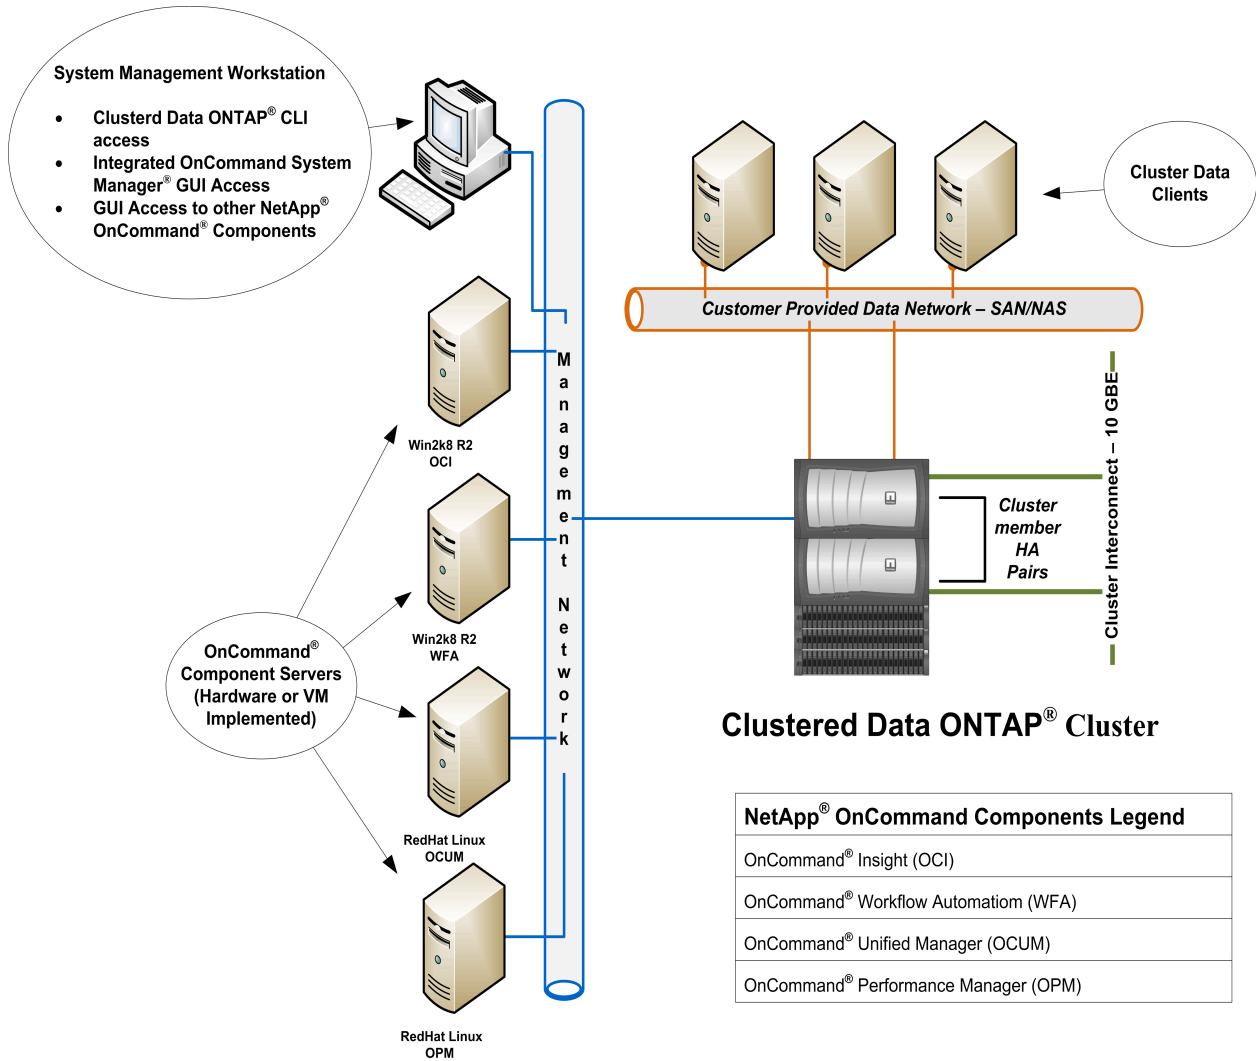 System Management Workstation
• Clusterd Data ONTAP® CLI
access
• Integrated OnCommand System
Manager® GUI Access
• GUI Access to other NetApp®
OnCommand® Components
Cluster Data
Clients
Customer Provided Data Network – SAN/NAS
Management Network
Win2k8 R2
OCI
Win2k8 R2
WFA
RedHat Linux
OCUM
RedHat Linux
OPM
OnCommand®
Component Servers
(Hardware or VM
Implemented)
Cluster
member
HA
Pairs
Cluster Interconnect – 10 GBE
Clustered Data ONTAP® Cluster
NetApp® OnCommand Components Legend
OnCommand® Insight (OCI)
OnCommand® Workflow Automatiom (WFA)
OnCommand® Unified Manager (OCUM)
OnCommand® Performance Manager (OPM)